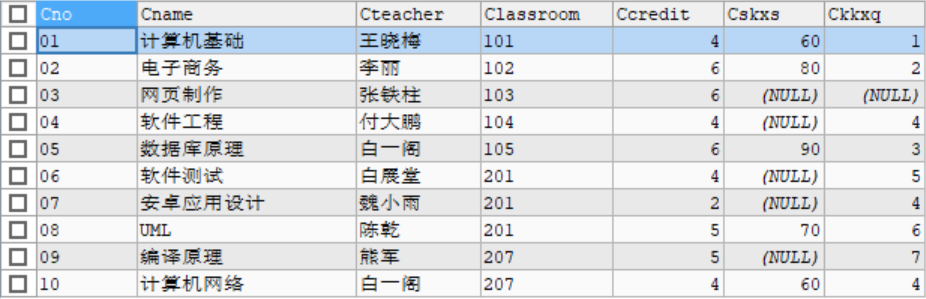 Cno Cname Cteacher Classroom Ccredit Cskxs Ckkxq
01 计算机基础 王晓梅 101 4 60 1
02 电子商务 李丽 102 6 80 2
03 网页制作 张铁柱 103 6 (NULL) (NULL)
04 软件工程 付大鹏 104 4 (NULL) 4
05 数据库原理 白一阁 105 6 90 3
06 软件测试 白展堂 201 4 (NULL) 5
07 安卓应用设计 魏小雨 201 2 (NULL) 4
08 UML 陈乾 201 5 70 6
09 编译原理 熊军 207 5 (NULL) 7
10 计算机网络 白一阁 207 4 60 4